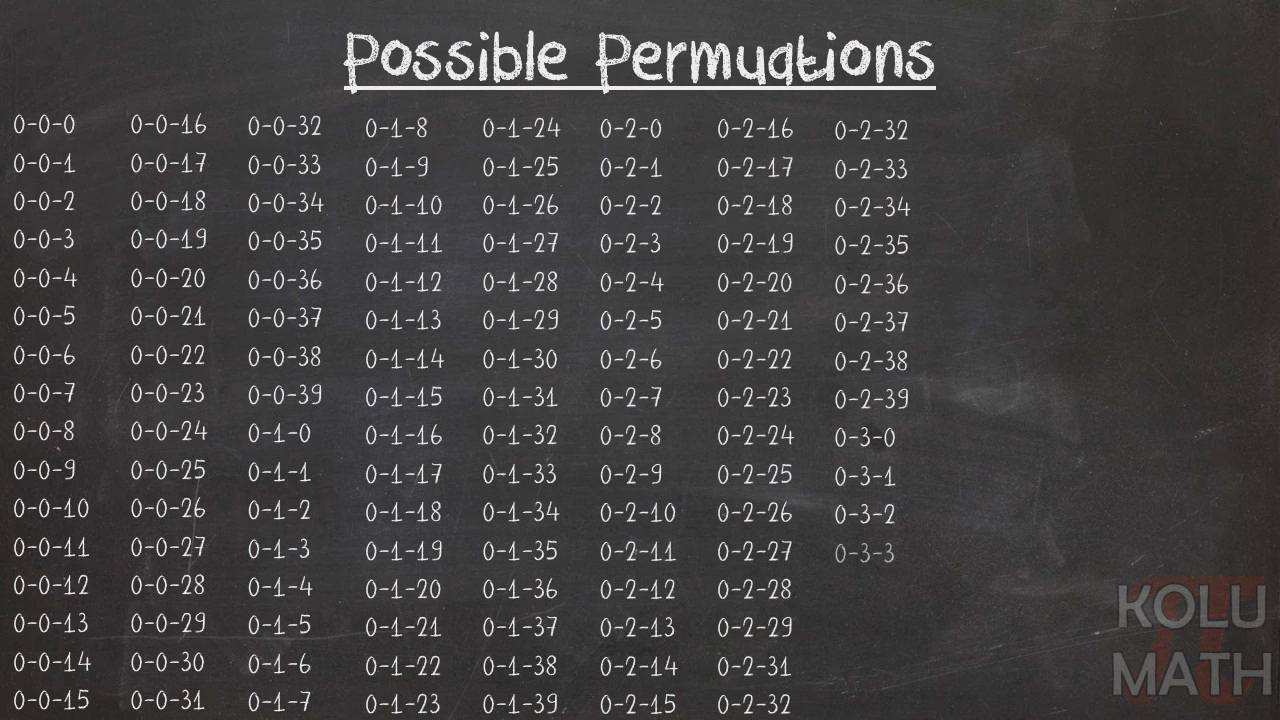 Possible Permuations
0-0-0 0-0-16 0-0-32 0-1-8 0-1-24 0-2-0 0-2-16 0-2-32
0-0-1 0-0-17 0-0-33 0-1-9 0-1-25 0-2-1 0-2-17 0-2-33
0-0-2 0-0-18 0-0-34 0-1-10 0-1-26 0-2-2 0-2-18 0-2-34
0-0-3 0-0-19 0-0-35 0-1-11 0-1-27 0-2-3 0-2-19 0-2-35
0-0-4 0-0-20 0-0-36 0-1-12 0-1-28 0-2-4 0-2-20 0-2-36
0-0-5 0-0-21 0-0-37 0-1-13 0-1-29 0-2-5 0-2-21 0-2-37
0-0-6 0-0-22 0-0-38 0-1-14 0-1-30 0-2-6 0-2-22 0-2-38
0-0-7 0-0-23 0-0-39 0-1-15 0-1-31 0-2-7 0-2-23 0-2-39
0-0-8 0-0-24 0-1-0 0-1-16 0-1-32 0-2-8 0-2-24 0-3-0
0-0-9 0-0-25 0-1-1 0-1-17 0-1-33 0-2-9 0-2-25 0-3-1
0-0-10 0-0-26 0-1-2 0-1-18 0-1-34 0-2-10 0-2-26 0-3-2
0-0-11 0-0-27 0-1-3 0-1-19 0-1-35 0-2-11 0-2-27 0-3-3
0-0-12 0-0-28 0-1-4 0-1-20 0-1-36 0-2-12 0-2-28
0-0-13 0-0-29 0-1-5 0-1-21 0-1-37 0-2-13 0-2-29
0-0-14 0-0-30 0-1-6 0-1-22 0-1-38 0-2-14 0-2-31
0-0-15 0-0-31 0-1-7 0-1-23 0-1-39 0-2-15 0-2-32
π
KOLU
MATH